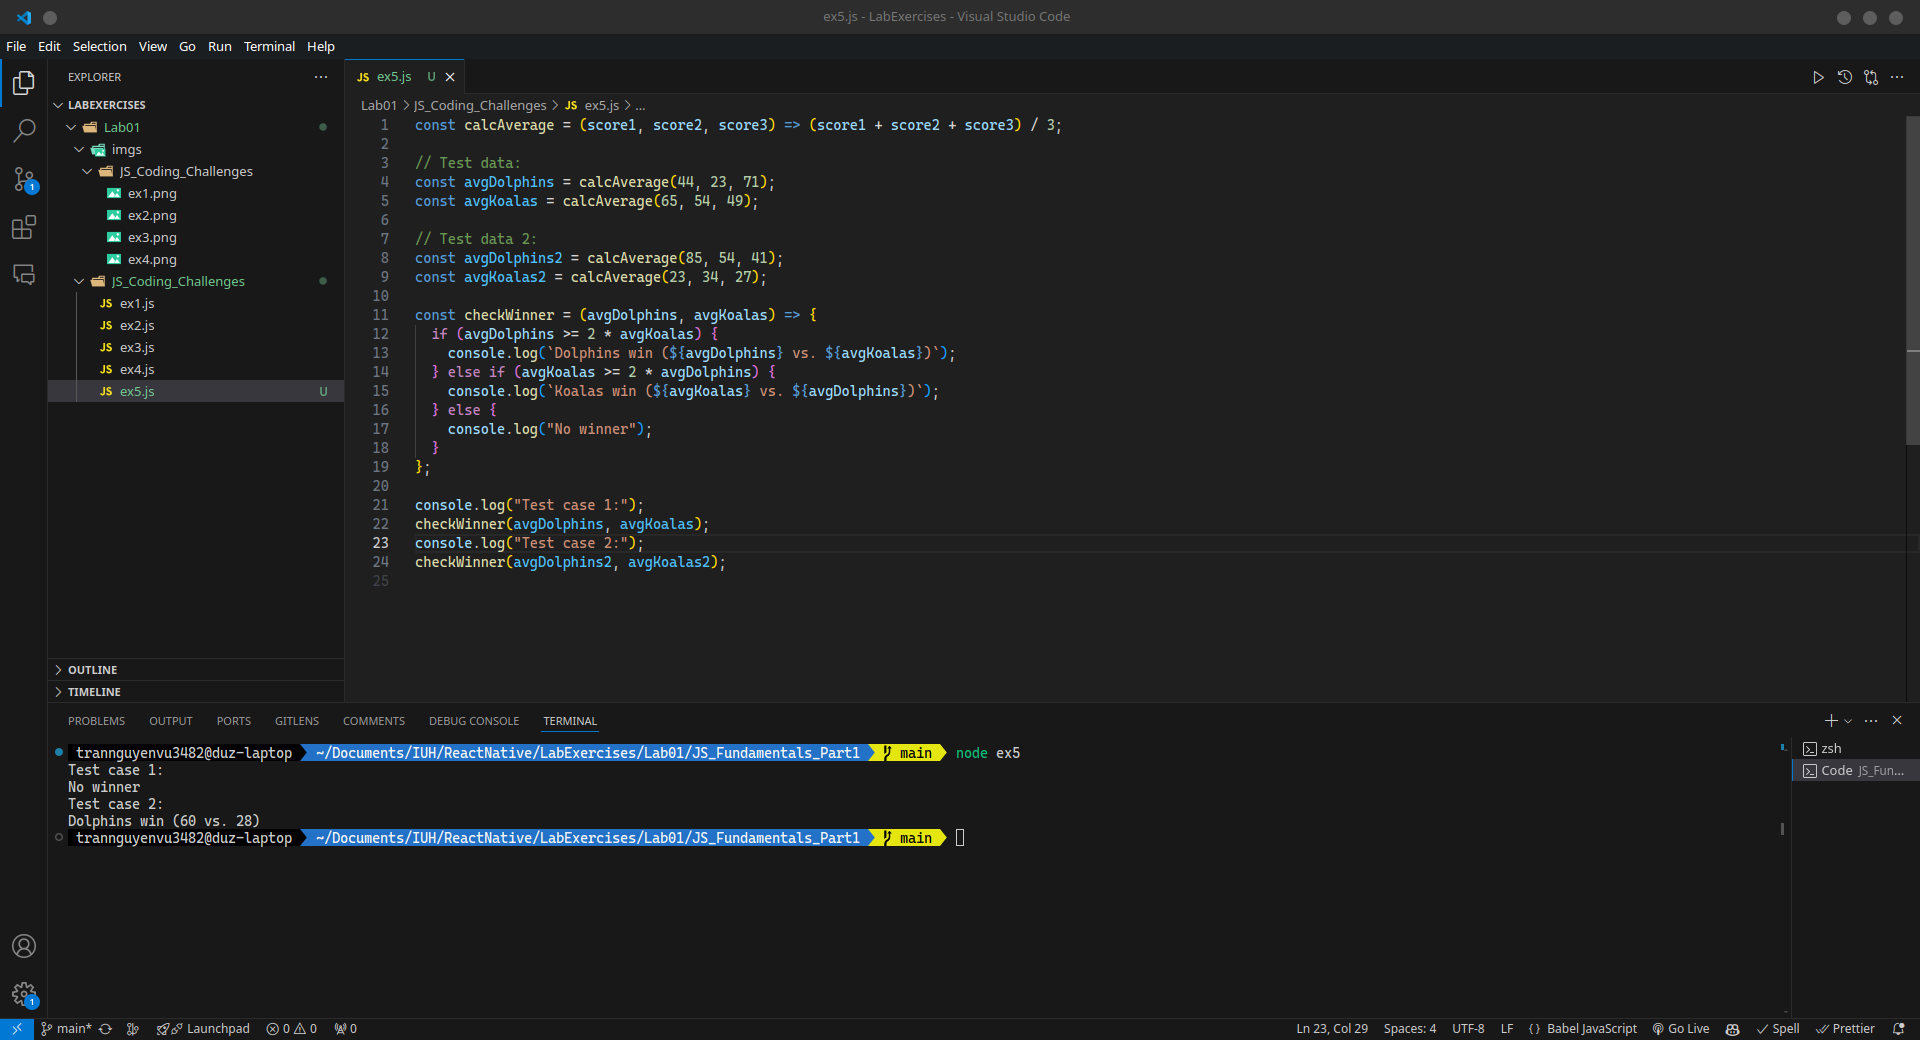 ex5.js - LabExercises - Visual Studio Code
File Edit Selection View Go Run Terminal Help
EXPLORER
LABEXERCISES
Lab01
imgs
JS_Coding_Challenges
ex1.png
ex2.png
ex3.png
ex4.png
JS_Coding_Challenges
JS ex1.js
JS ex2.js
JS ex3.js
JS ex4.js
JS ex5.js U
OUTLINE
TIMELINE
JS ex5.js U
Lab01 > JS_Coding_Challenges > JS ex5.js > ...
1 const calcAverage = (score1, score2, score3) => (score1 + score2 + score3) / 3;
2
3 // Test data:
4 const avgDolphins = calcAverage(44, 23, 71);
5 const avgKoalas = calcAverage(65, 54, 49);
6
7 // Test data 2:
8 const avgDolphins2 = calcAverage(85, 54, 41);
9 const avgKoalas2 = calcAverage(23, 34, 27);
10
11 const checkWinner = (avgDolphins, avgKoalas) => {
12 if (avgDolphins >= 2 * avgKoalas) {
13 console.log(`Dolphins win (${avgDolphins} vs. ${avgKoalas})`);
14 } else if (avgKoalas >= 2 * avgDolphins) {
15 console.log(`Koalas win (${avgKoalas} vs. ${avgDolphins})`);
16 } else {
17 console.log("No winner");
18 }
19 };
20
21 console.log("Test case 1:");
22 checkWinner(avgDolphins, avgKoalas);
23 console.log("Test case 2:");
24 checkWinner(avgDolphins2, avgKoalas2);
25
PROBLEMS OUTPUT PORTS GITLENS COMMENTS DEBUG CONSOLE TERMINAL
trannguyenvu3482@duz-laptop ~/Documents/IUH/ReactNative/LabExercises/Lab01/JS_Fundamentals_Part1 main node ex5
Test case 1:
No winner
Test case 2:
Dolphins win (60 vs. 28)
trannguyenvu3482@duz-laptop ~/Documents/IUH/ReactNative/LabExercises/Lab01/JS_Fundamentals_Part1 main
zsh
Code JS_Fun...
1
1
main* Launchpad 0 0 0 Ln 23, Col 29 Spaces: 4 UTF-8 LF {} Babel JavaScript Go Live Spell Prettier